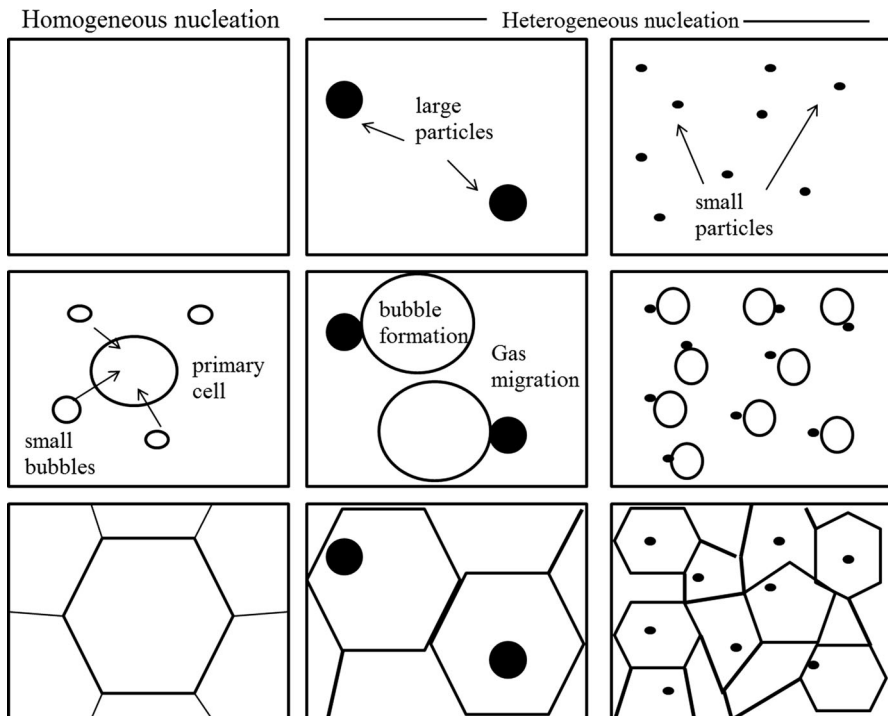 Homogeneous nucleation
Heterogeneous nucleation
large
particles
small
particles
primary
cell
small
bubbles
bubble
formation
Gas
migration